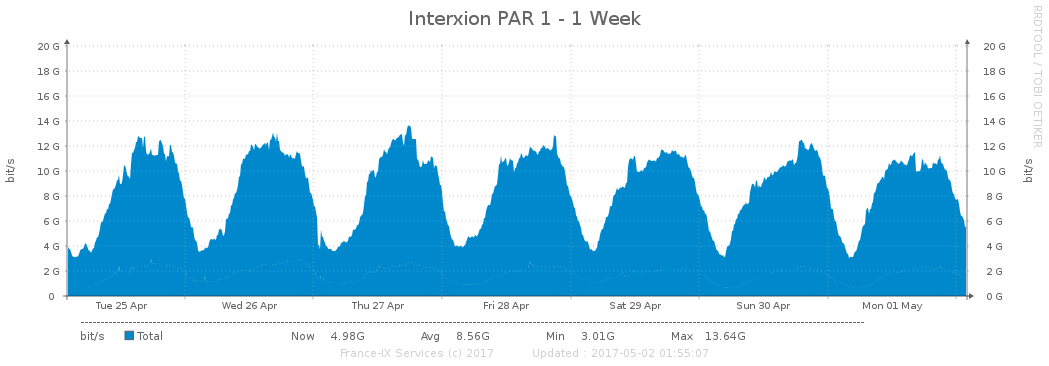 Interxion PAR 1 - 1 Week
RRDTOOL / TOBI OETIKER
20 G 20 G
18 G 18 G
16 G 16 G
14 G 14 G
12 G 12 G
10 G 10 G
8 G 8 G
6 G 6 G
4 G 4 G
2 G 2 G
0 0 G
bit/s bit/s
Tue 25 Apr Wed 26 Apr Thu 27 Apr Fri 28 Apr Sat 29 Apr Sun 30 Apr Mon 01 May
bit/s Total Now 4.98G Avg 8.56G Min 3.01G Max 13.64G
France-IX Services (c) 2017 Updated : 2017-05-02 01:55:07